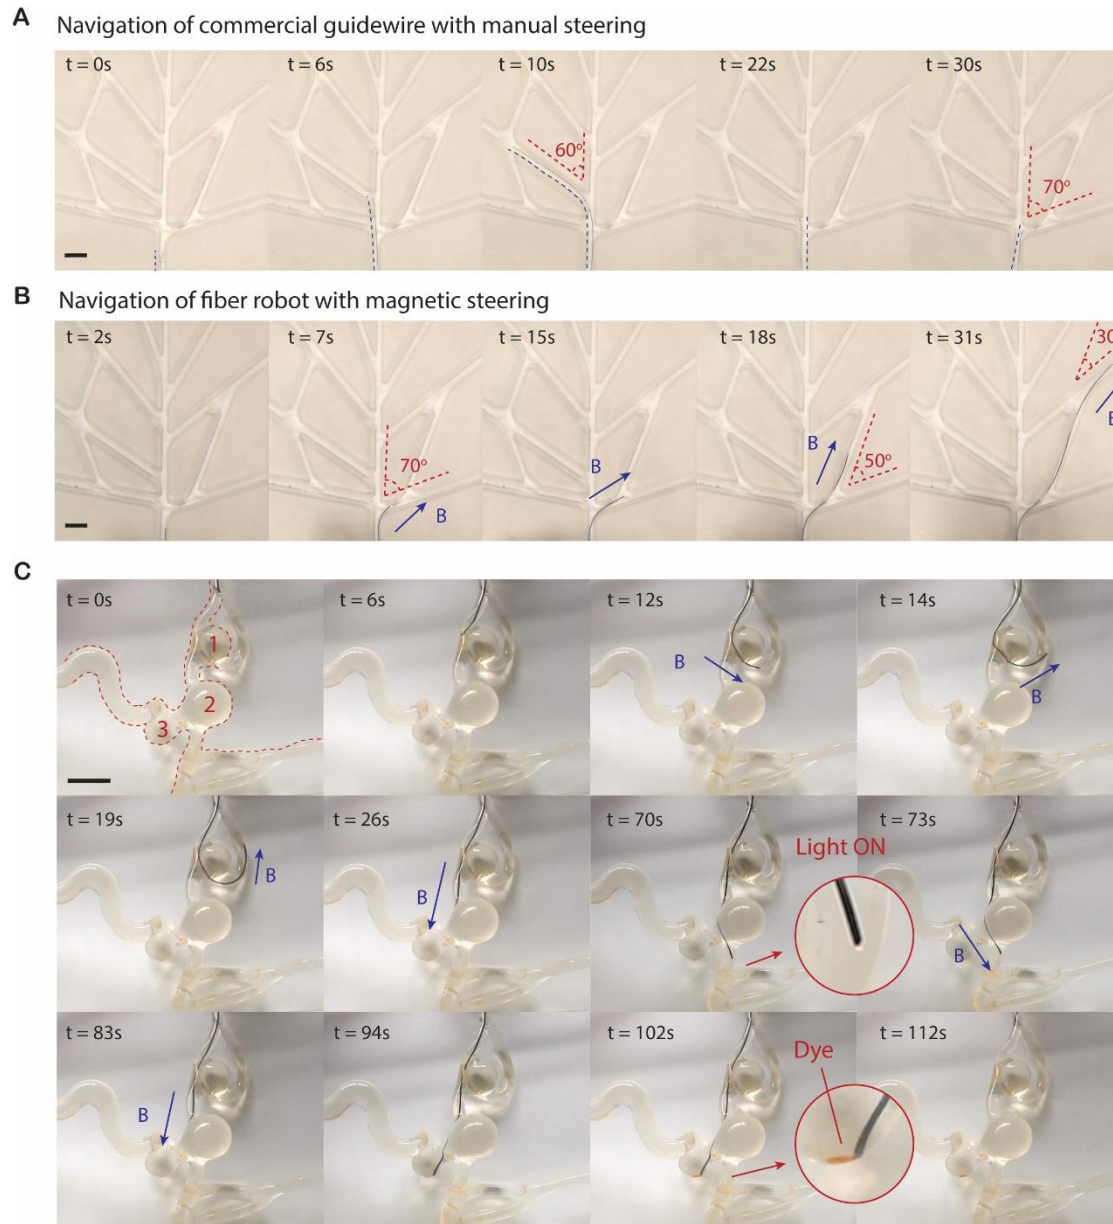 A
Navigation of commercial guidewire with manual steering
t = 0s
t = 6s
t = 10s
t = 22s
t = 30s
60°
70°
B
Navigation of fiber robot with magnetic steering
t = 2s
t = 7s
t = 15s
t = 18s
t = 31s
70°
B
B
B
50°
30
B
C
t = 0s
t = 6s
t = 12s
t = 14s
1
2
3
B
B
t = 19s
t = 26s
t = 70s
t = 73s
B
B
Light ON
B
t = 83s
t = 94s
t = 102s
t = 112s
B
Dye